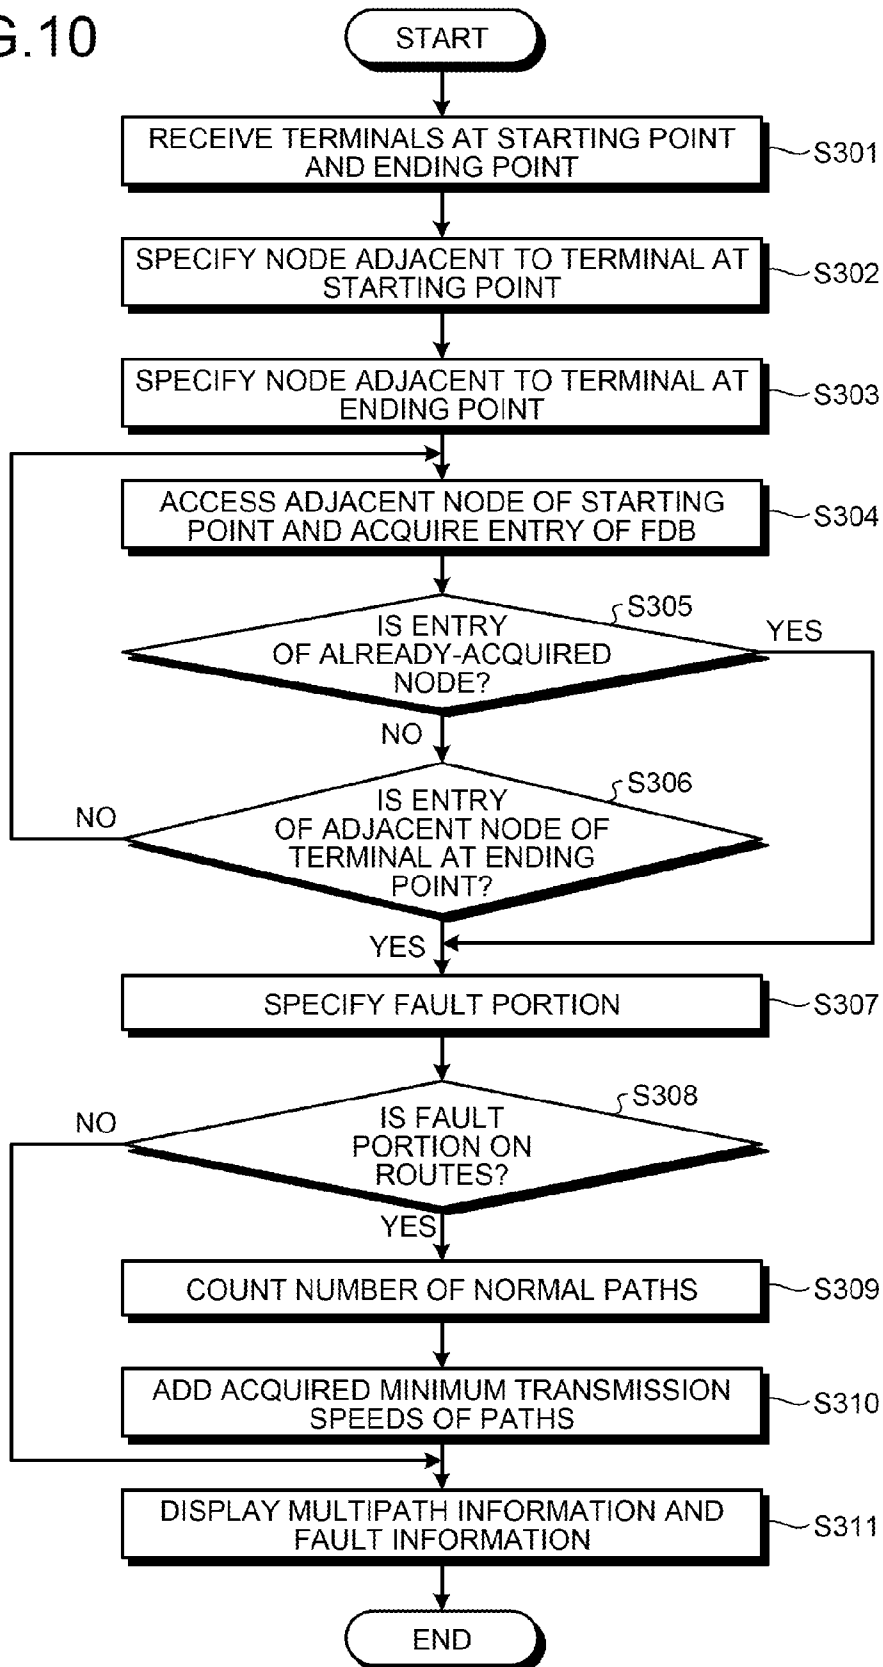 G.10
START
RECEIVE TERMINALS AT STARTING POINT
AND ENDING POINT
S301
SPECIFY NODE ADJACENT TO TERMINAL AT
STARTING POINT
S302
SPECIFY NODE ADJACENT TO TERMINAL AT
ENDING POINT
S303
ACCESS ADJACENT NODE OF STARTING
POINT AND ACQUIRE ENTRY OF FDB
S304
S305
IS ENTRY
OF ALREADY-ACQUIRED
NODE?
YES
NO
S306
IS ENTRY
OF ADJACENT NODE OF
TERMINAL AT ENDING
POINT?
NO
YES
SPECIFY FAULT PORTION
S307
S308
IS FAULT
PORTION ON
ROUTES?
NO
YES
COUNT NUMBER OF NORMAL PATHS
S309
ADD ACQUIRED MINIMUM TRANSMISSION
SPEEDS OF PATHS
S310
DISPLAY MULTIPATH INFORMATION AND
FAULT INFORMATION
S311
END